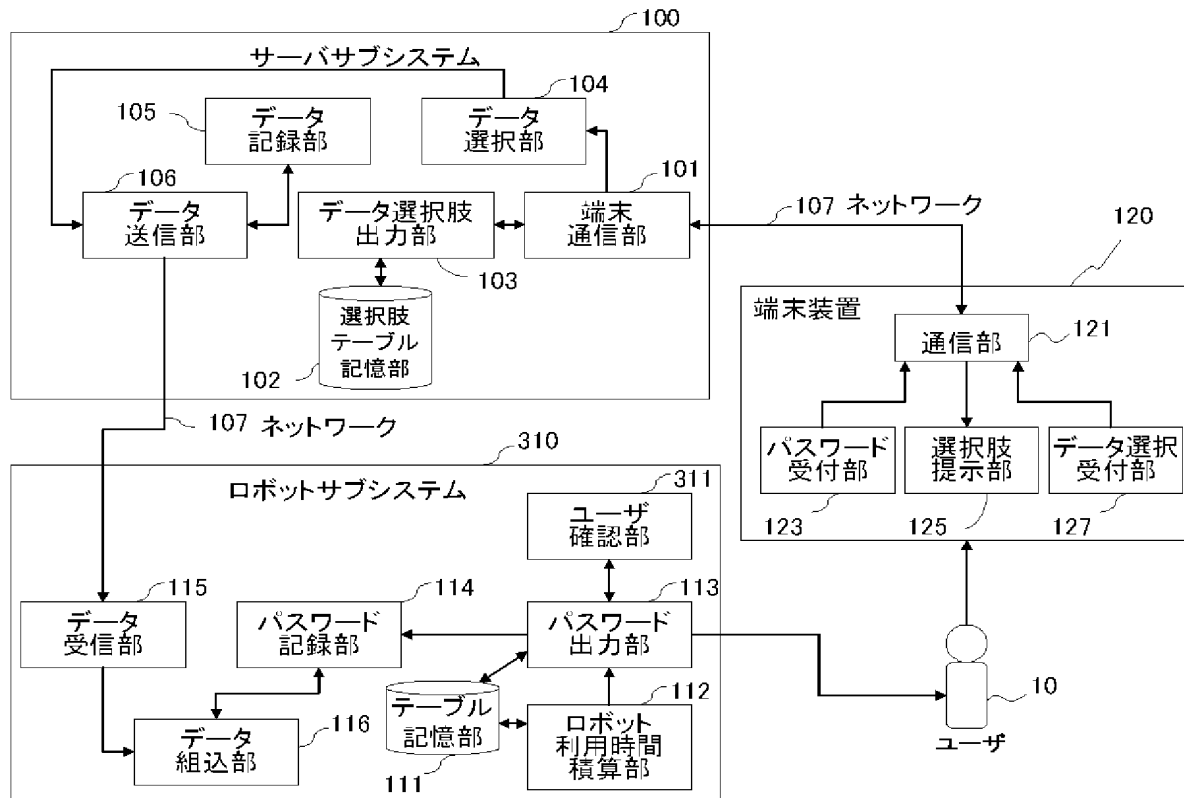 100
サーバサブシステム
104
105
データ
記録部
データ
選択部
106
101
データ
送信部
データ選択肢
出力部
端末
通信部
103
選択肢
テーブル
記憶部
102
107 ネットワーク
120
端末装置
通信部
121
パスワード
受付部
選択肢
提示部
データ選択
受付部
123
125
127
107 ネットワーク
310
ロボットサブシステム
311
ユーザ
確認部
115
114
113
データ
受信部
パスワード
記録部
パスワード
出力部
112
テーブル
記憶部
111
ロボット
利用時間
積算部
データ
組込部
116
10
ユーザ